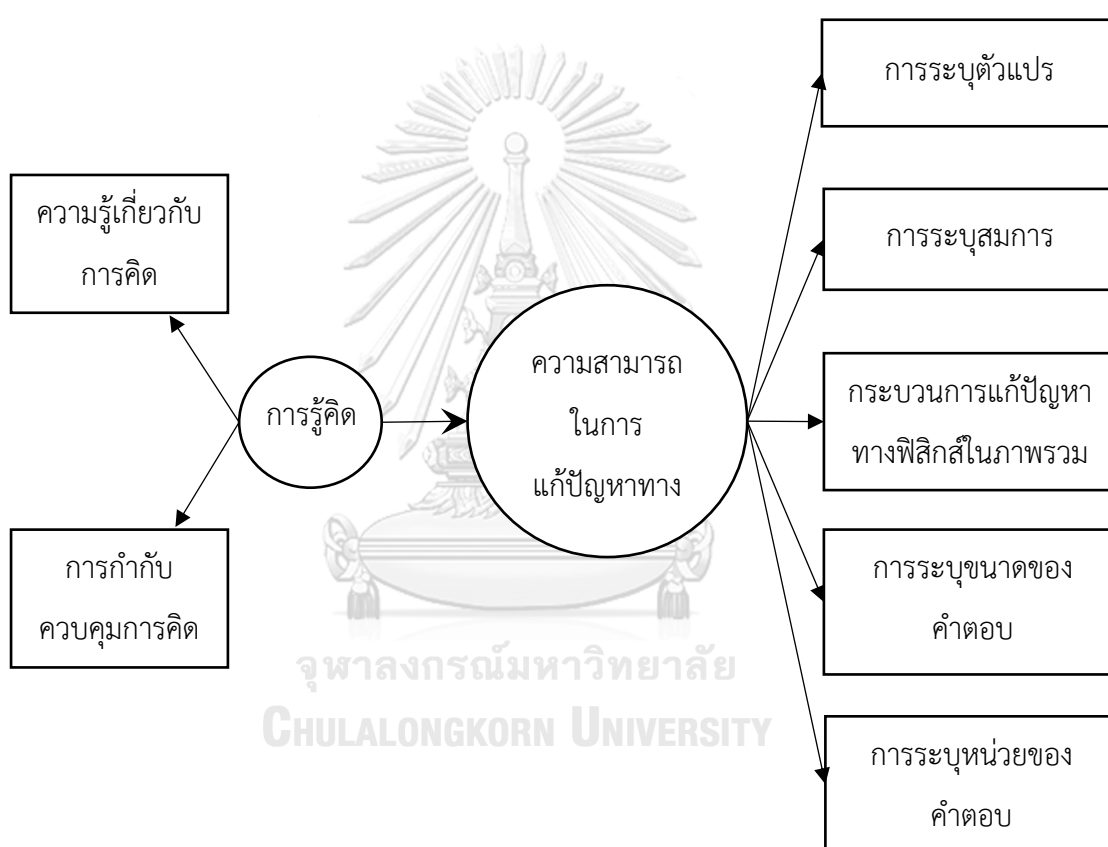 การระบุตัวแปร
ความรู้เกี่ยวกับ
การคิด
การระบุสมการ
ความสามารถ
ในการ
แก้ปัญหาทาง
การรู้คิด
กระบวนการแก้ปัญหา
ทางฟิสิกส์ในภาพรวม
การกำกับ
ควบคุมการคิด
การระบุขนาดของ
คำตอบ
การระบุหน่วยของ
คำตอบ
จุฬาลงกรณ์มหาวิทยาลัย
CHULALONGKORN UNIVERSITY